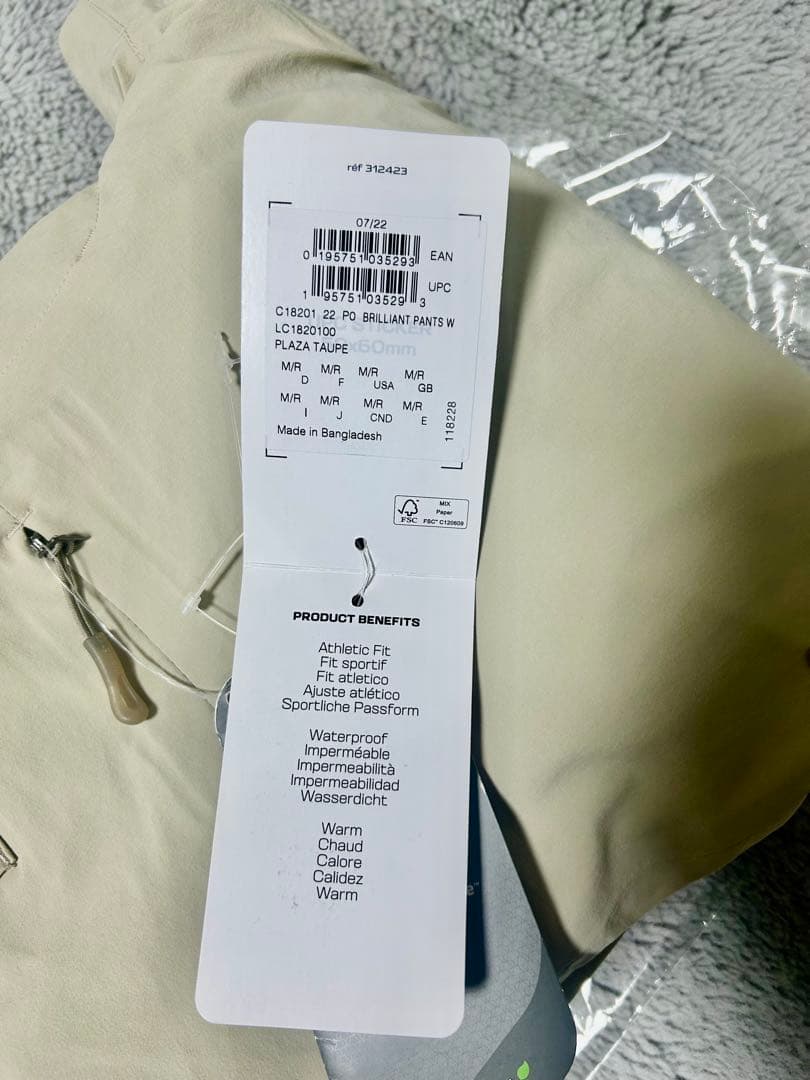 réf 312423
07/22
0 195751 035293 EAN
1 95751 03529 3 UPC
C18201 22 PO BRILLIANT PANTS W
LC1820100
PLAZA TAUPE
M/R D M/R F M/R USA M/R GB
M/R I M/R J M/R CND M/R E
118228
Made in Bangladesh
FSC
MIX
Paper
FSC™ C120609
PRODUCT BENEFITS
Athletic Fit
Fit sportif
Fit atletico
Ajuste atlético
Sportliche Passform
Waterproof
Imperméable
Impermeabilità
Impermeabilidad
Wasserdicht
Warm
Chaud
Calore
Calidez
Warm